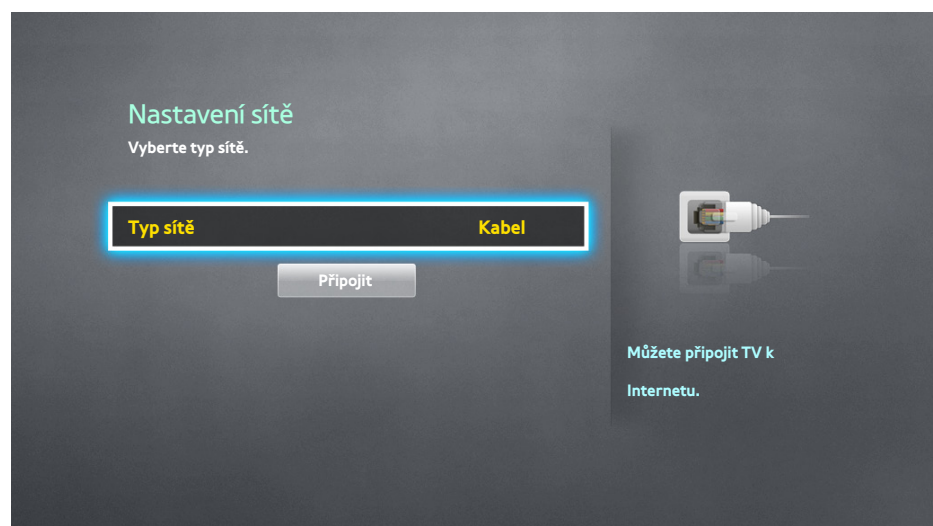 Nastavení sítě
Vyberte typ sítě.
Typ sítě Kabel
Připojit
Můžete připojit TV k
Internetu.